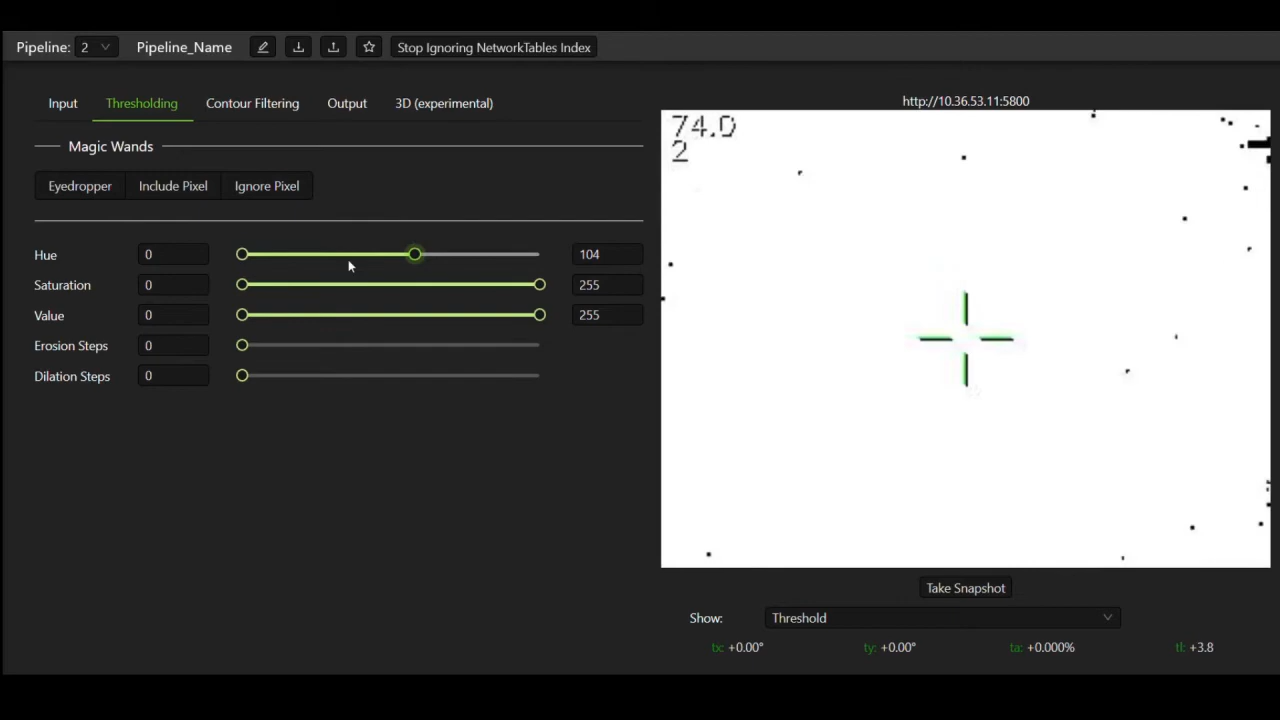 Pipeline: 2 Pipeline_Name Stop Ignoring NetworkTables Index
Input Thresholding Contour Filtering Output 3D (experimental)
Magic Wands
Eyedropper Include Pixel Ignore Pixel
Hue 0 104
Saturation 0 255
Value 0 255
Erosion Steps 0
Dilation Steps 0
http://10.36.53.11:5800
74.0
2
Take Snapshot
Show: Threshold
tx: +0.00° ty: +0.00° ta: +0.000% tl: +3.8